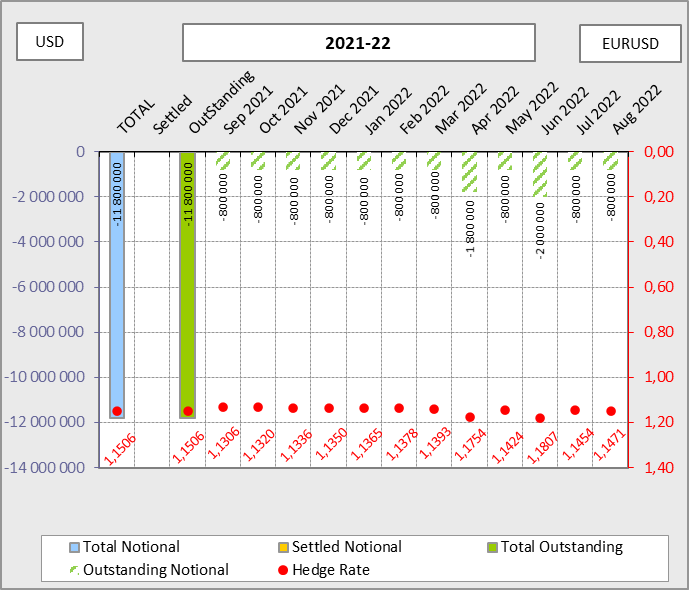 USD
2021-22
EURUSD
TOTAL
Settled
OutStanding
Sep 2021
Oct 2021
Nov 2021
Dec 2021
Jan 2022
Feb 2022
Mar 2022
Apr 2022
May 2022
Jun 2022
Jul 2022
Aug 2022
0
-2 000 000
-4 000 000
-6 000 000
-8 000 000
-10 000 000
-12 000 000
-14 000 000
-11 800 000
-11 800 000
-800 000
-800 000
-800 000
-800 000
-800 000
-800 000
-800 000
-1 800 000
-800 000
-2 000 000
-800 000
-800 000
0,00
0,20
0,40
0,60
0,80
1,00
1,20
1,40
1,1506
1,1506
1,1306
1,1320
1,1336
1,1350
1,1365
1,1378
1,1393
1,1754
1,1424
1,1807
1,1454
1,1471
Total Notional
Settled Notional
Total Outstanding
Outstanding Notional
Hedge Rate